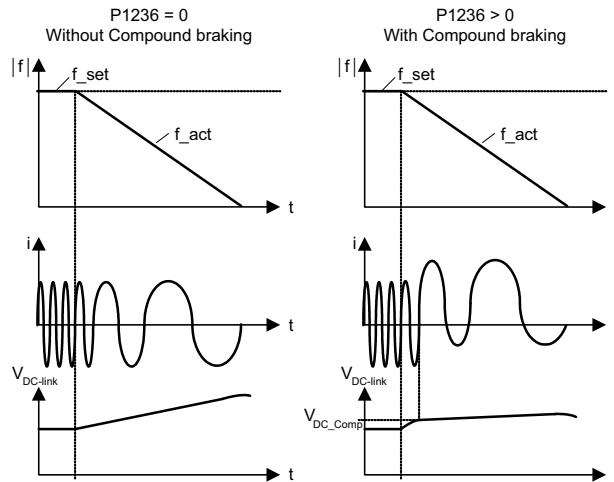 P1236 = 0
Without Compound braking
|f|
f_set
f_act
t
i
t
V_DC-link
t
P1236 > 0
With Compound braking
|f|
f_set
f_act
t
i
t
V_DC-link
V_DC_Comp
t